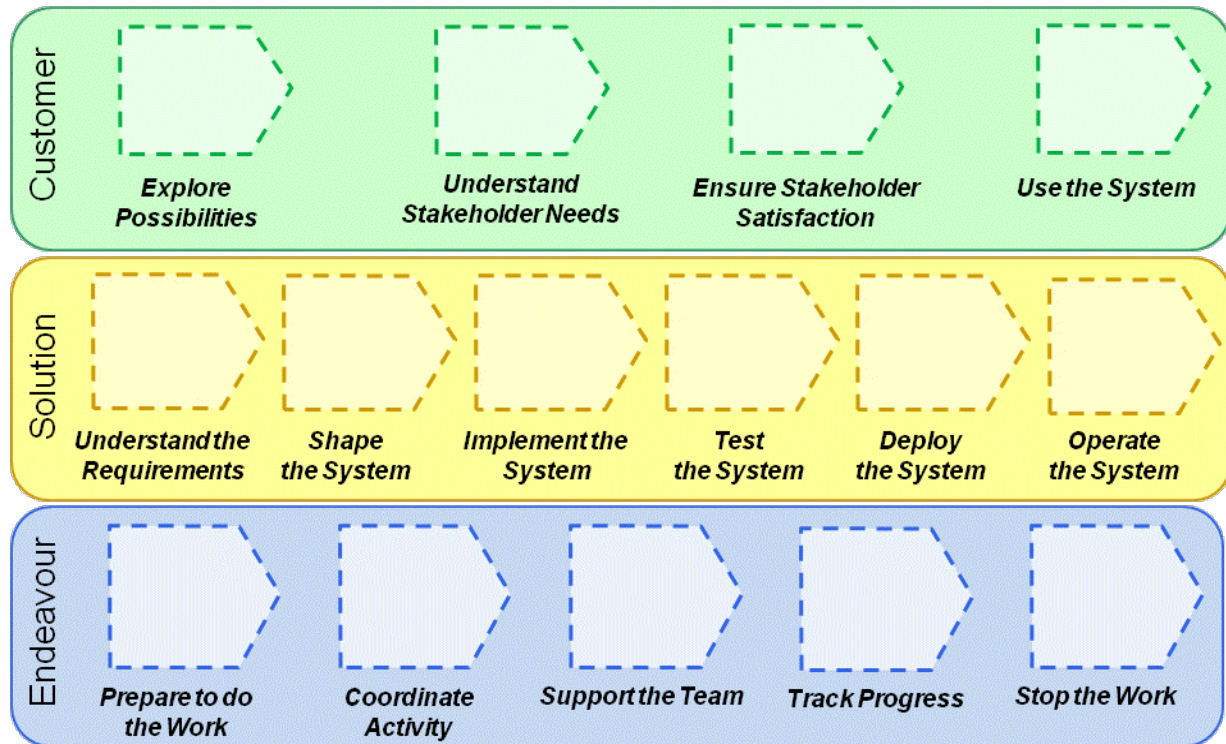 Customer
Explore
Possibilities
Understand
Stakeholder Needs
Ensure Stakeholder
Satisfaction
Use the System
Solution
Understand the
Requirements
Shape
the System
Implement the
System
Test
the System
Deploy
the System
Operate
the System
Endeavour
Prepare to do
the Work
Coordinate
Activity
Support the Team
Track Progress
Stop the Work